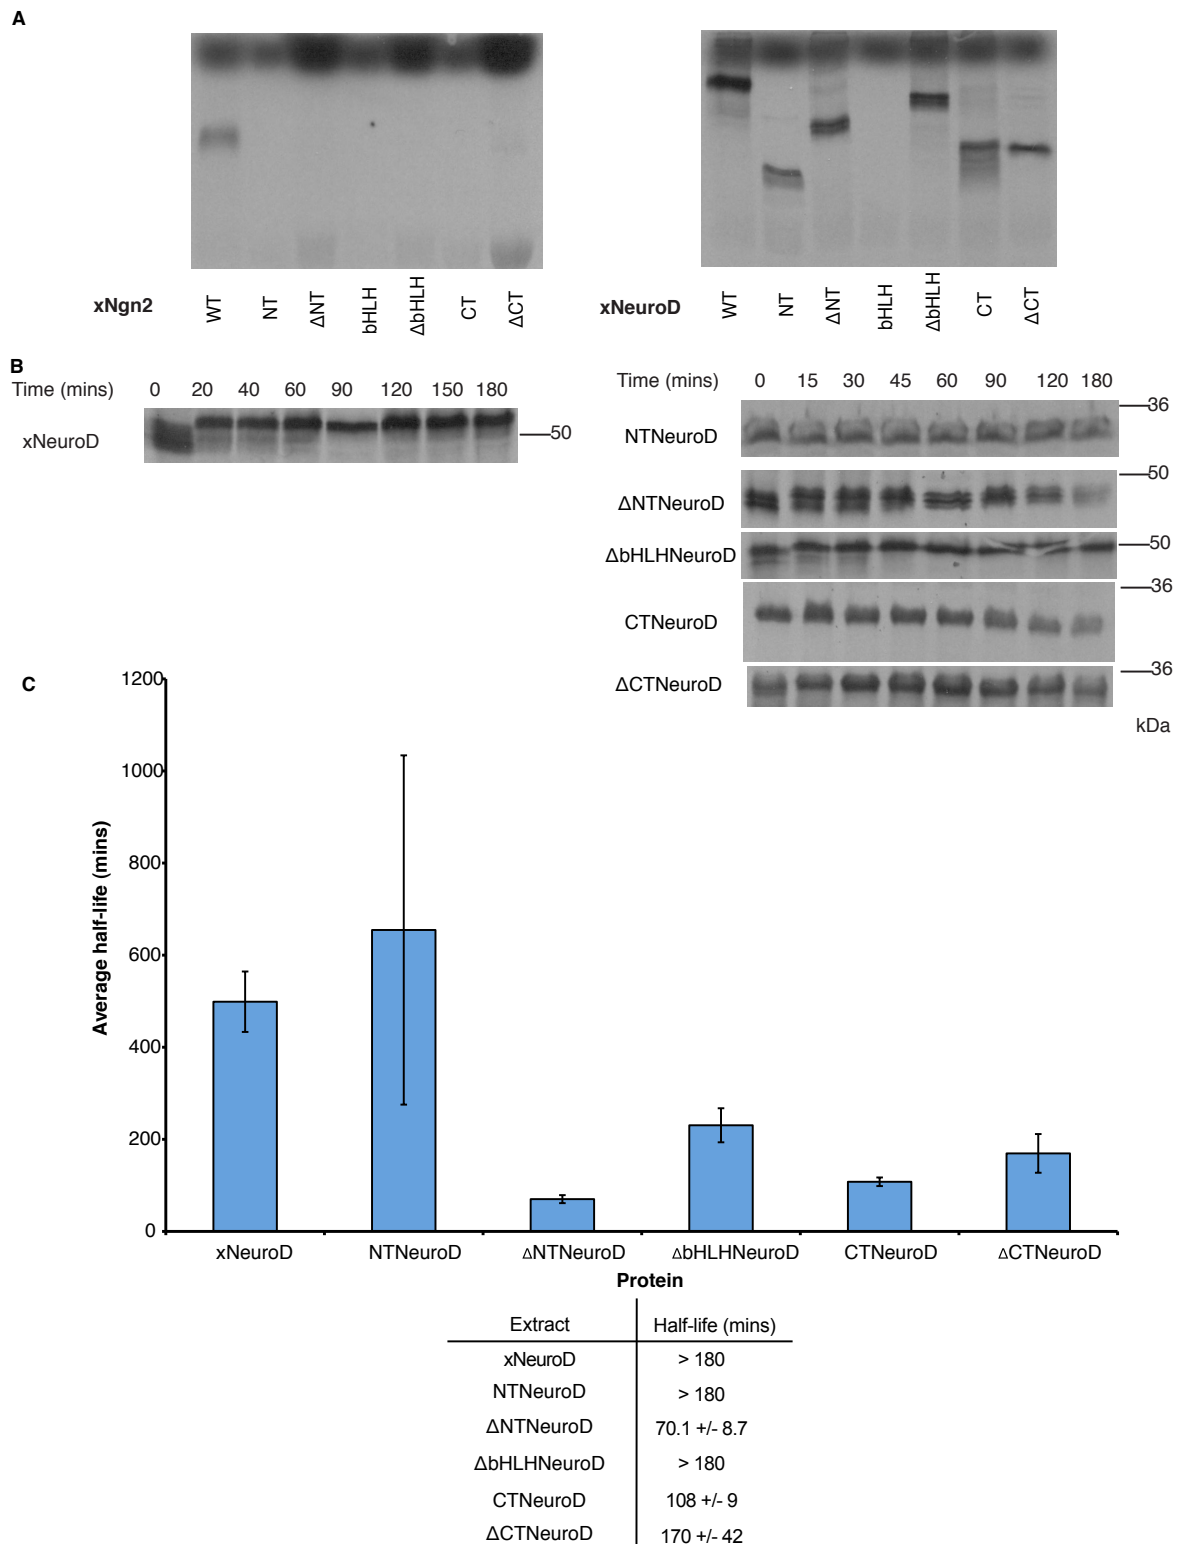 A
xNgn2
WT
NT
ΔNT
bHLH
ΔbHLH
CT
ΔCT
xNeuroD
WT
NT
ΔNT
bHLH
ΔbHLH
CT
ΔCT
B
Time (mins) 0 20 40 60 90 120 150 180
xNeuroD
50
Time (mins) 0 15 30 45 60 90 120 180
36
NTNeuroD
50
ΔNTNeuroD
50
ΔbHLHNeuroD
36
CTNeuroD
36
ΔCTNeuroD
kDa
C
Average half-life (mins)
1200
1000
800
600
400
200
0
xNeuroD NTNeuroD ΔNTNeuroD ΔbHLHNeuroD CTNeuroD ΔCTNeuroD
Protein
Extract Half-life (mins)
xNeuroD > 180
NTNeuroD > 180
ΔNTNeuroD 70.1 +/- 8.7
ΔbHLHNeuroD > 180
CTNeuroD 108 +/- 9
ΔCTNeuroD 170 +/- 42